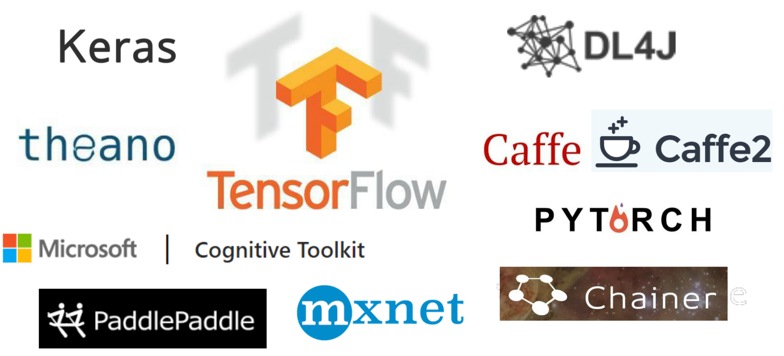 Keras
DL4J
theano
TensorFlow
Caffe
Caffe2
PYTORCH
Microsoft | Cognitive Toolkit
PaddlePaddle
mxnet
Chainer